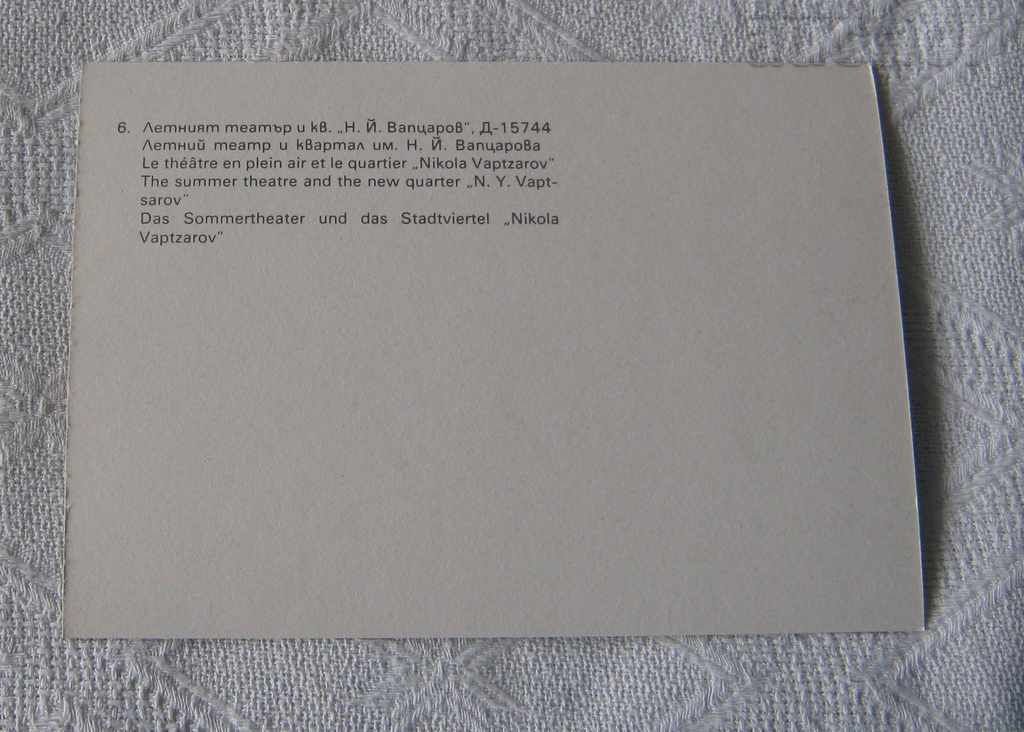 6. Летният театър и кв. „Н. Й. Вапцаров", Д-15744
Летний театр и квартал им. Н. Й. Вапцарова
Le théâtre en plein air et le quartier „Nikola Vaptzarov"
The summer theatre and the new quarter „N. Y. Vapt-
sarov"
Das Sommertheater und das Stadtviertel „Nikola
Vaptzarov"